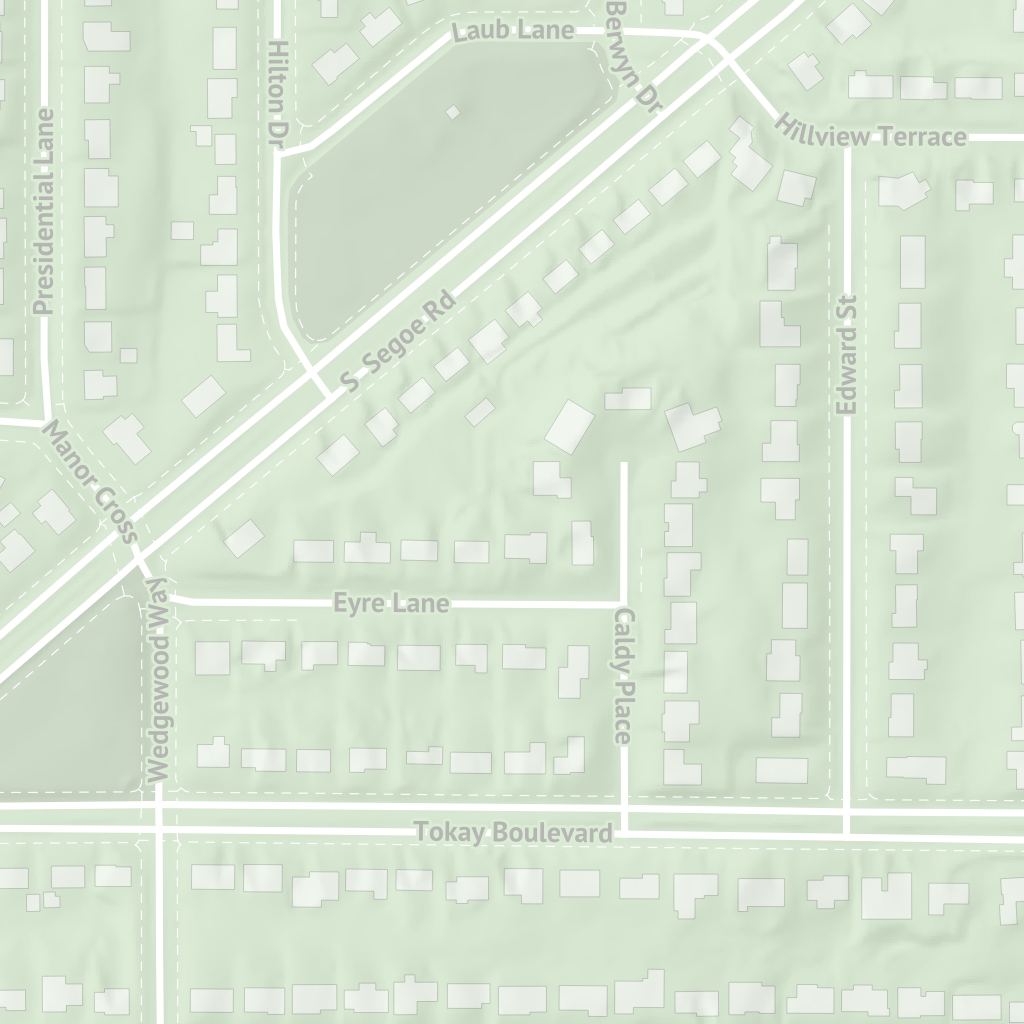 Laub Lane
Berwyn Dr
Hilton Dr
Hillview Terrace
Presidential Lane
S Segoe Rd
Edward St
Manor Cross
Eyre Lane
Wedgewood Way
Caldy Place
Tokay Boulevard